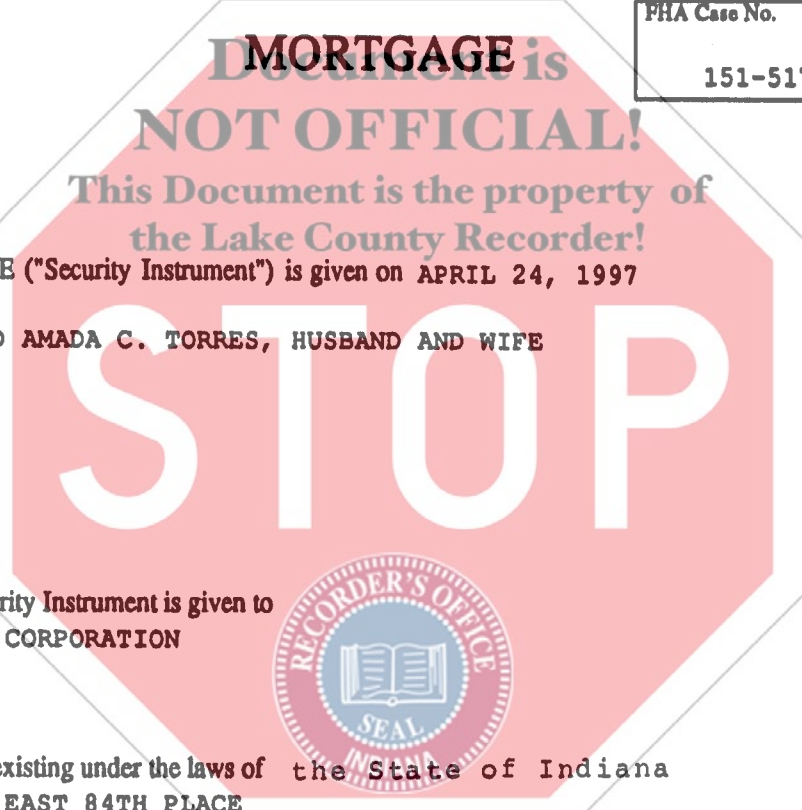 FHA Case No.
MORTGAGE
151-517
Document is
NOT OFFICIAL!
This Document is the property of
the Lake County Recorder!
E ("Security Instrument") is given on APRIL 24, 1997
AMADA C. TORRES, HUSBAND AND WIFE
STOP
rity Instrument is given to
CORPORATION
RECORDER'S OFFICE
SEAL
INDIANA
existing under the laws of the State of Indiana
EAST 84TH PLACE